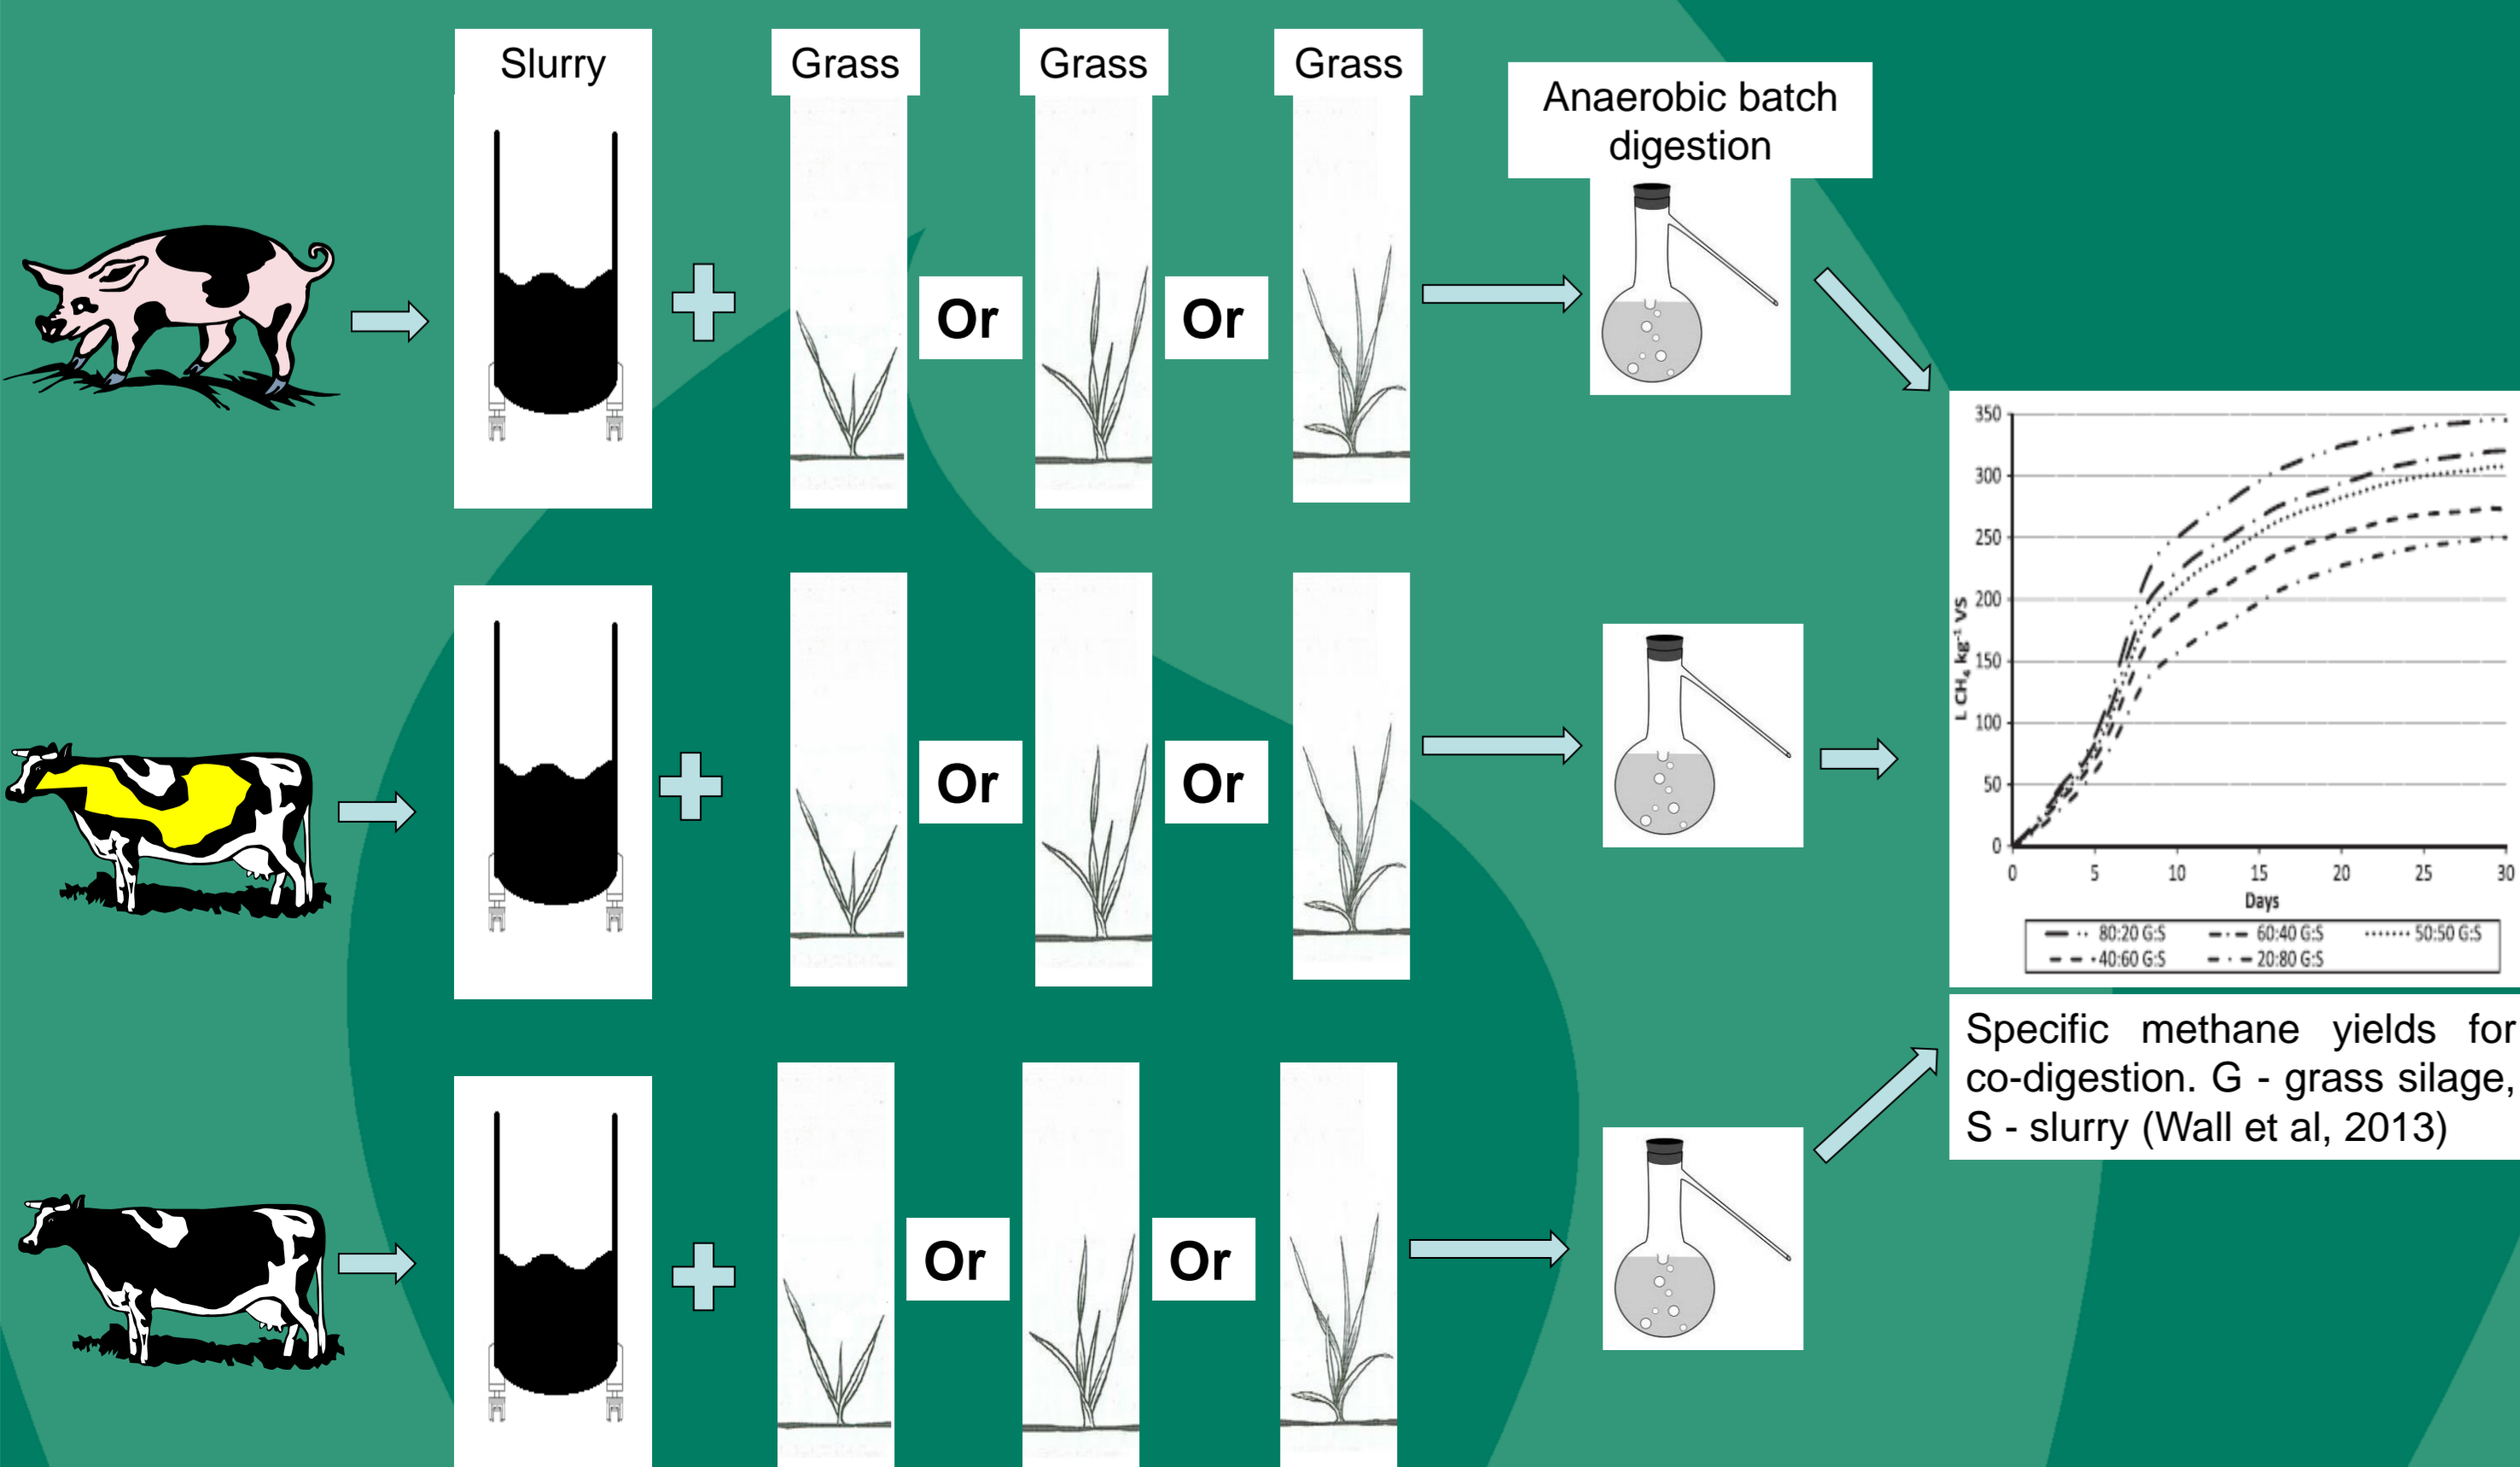 Slurry
Grass
Grass
Grass
Anaerobic batch
digestion
Or
Or
Or
Or
Or
Or
350
300
250
200
150
100
50
0
L CH₄ kg⁻¹ VS
0 5 10 15 20 25 30
Days
80:20 G:S 60:40 G:S 50:50 G:S
40:60 G:S 20:80 G:S
Specific methane yields for
co-digestion. G - grass silage,
S - slurry (Wall et al, 2013)